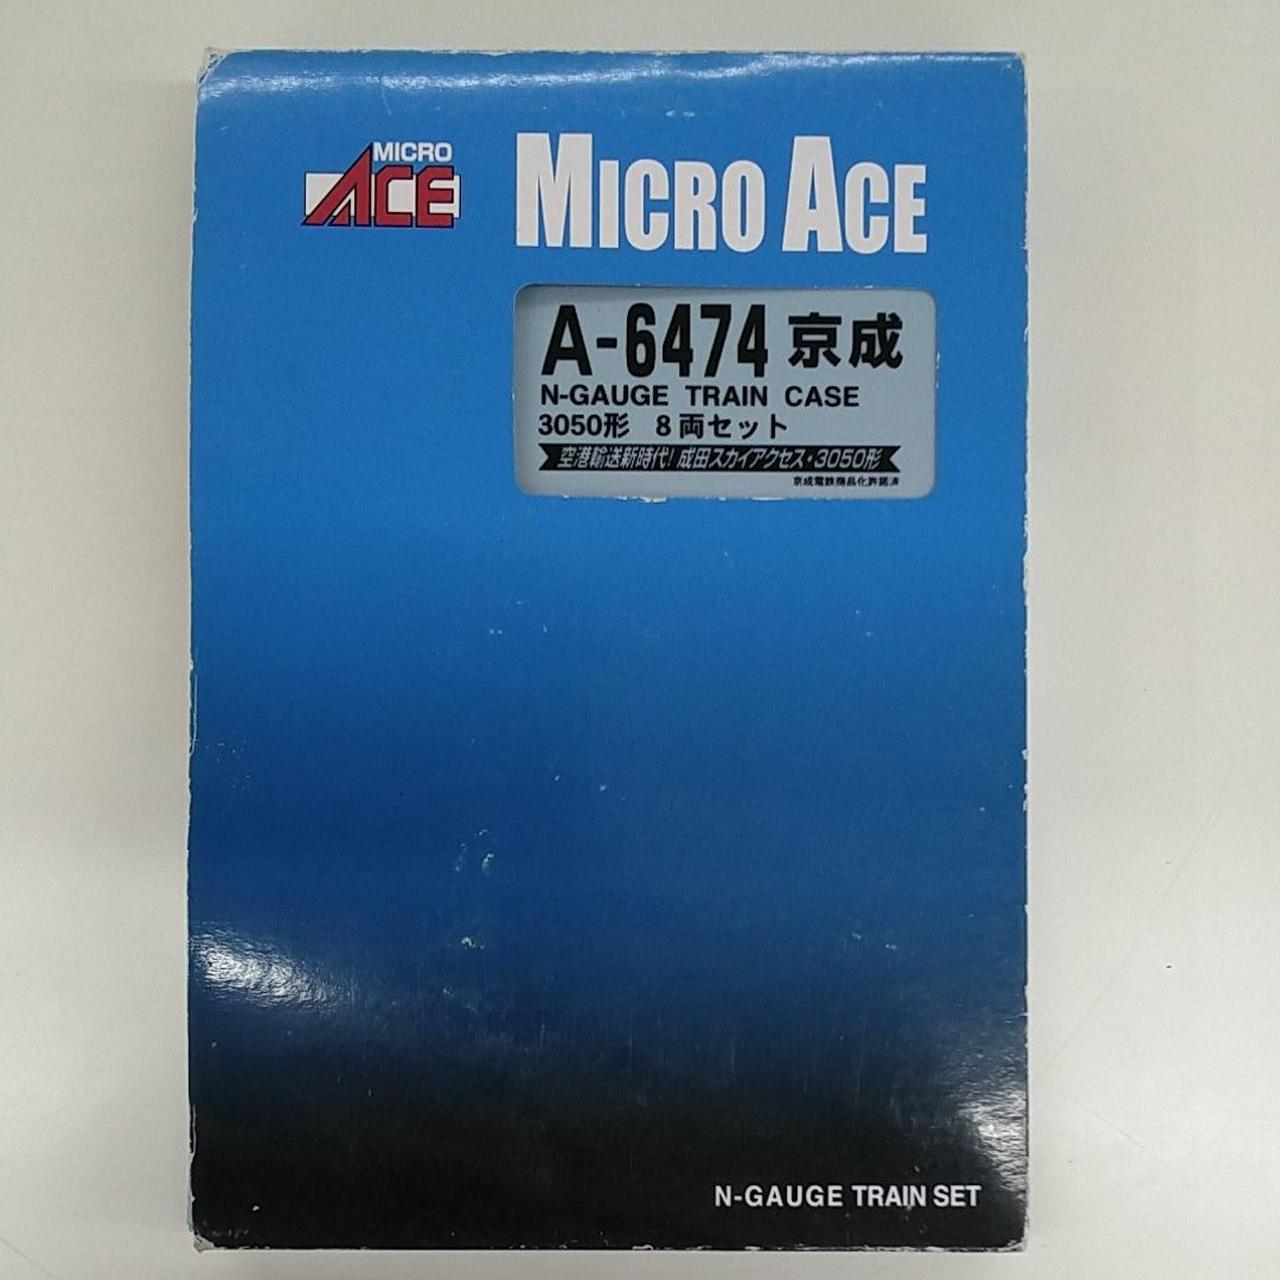 MICRO
ACE
MICRO ACE
A-6474 京成
N-GAUGE TRAIN CASE
3050形 8両セット
空港輸送新時代! 成田スカイアクセス・3050形
京成電鉄商品化許諾済
N-GAUGE TRAIN SET